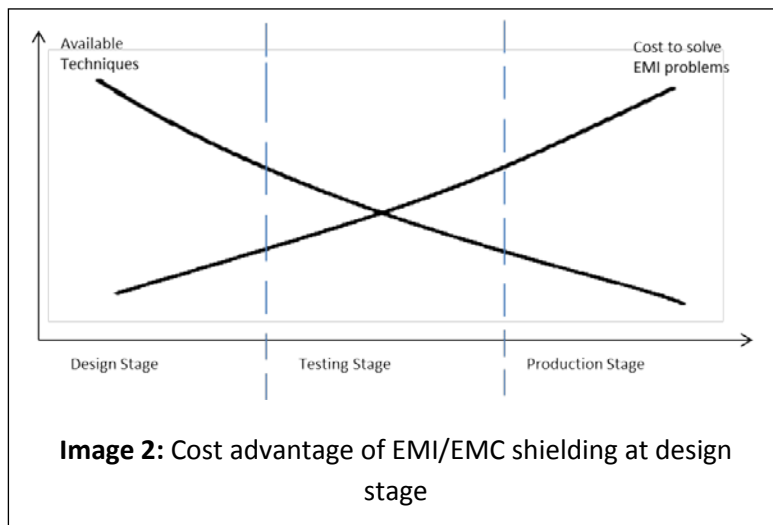 Available
Techniques
Cost to solve
EMI problems
Design Stage
Testing Stage
Production Stage
Image 2: Cost advantage of EMI/EMC shielding at design
stage